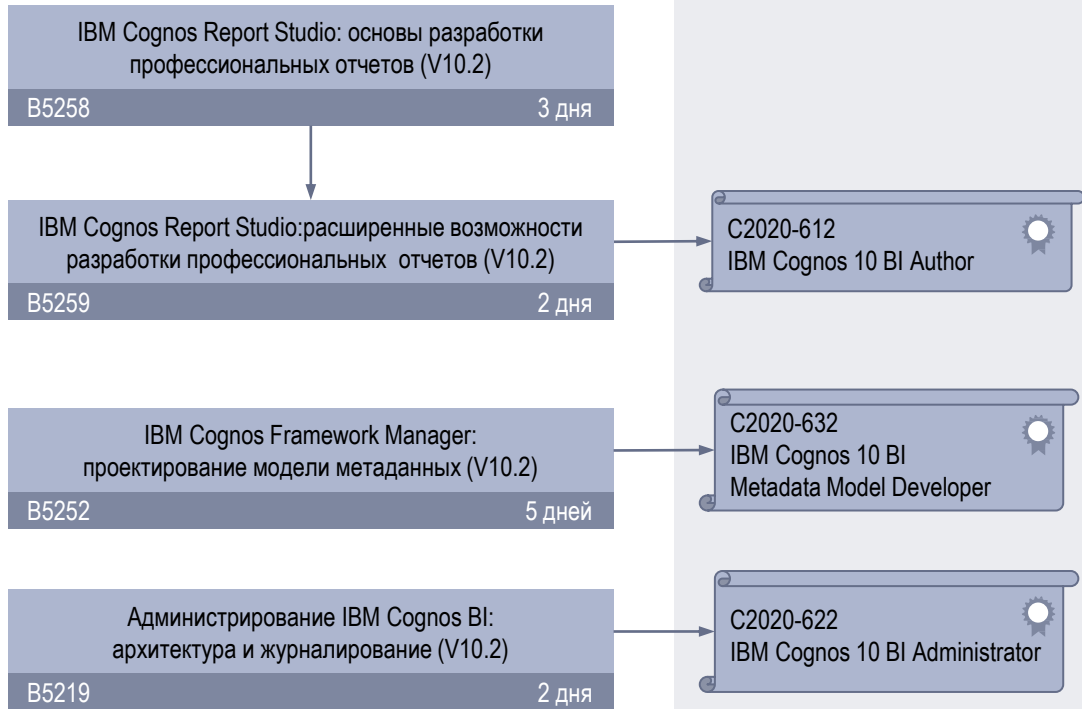 IBM Cognos Report Studio: основы разработки
профессиональных отчетов (V10.2)
B5258 3 дня
IBM Cognos Report Studio:расширенные возможности
разработки профессиональных отчетов (V10.2)
B5259 2 дня
C2020-612
IBM Cognos 10 BI Author
IBM Cognos Framework Manager:
проектирование модели метаданных (V10.2)
B5252 5 дней
C2020-632
IBM Cognos 10 BI
Metadata Model Developer
Администрирование IBM Cognos BI:
архитектура и журналирование (V10.2)
B5219 2 дня
C2020-622
IBM Cognos 10 BI Administrator